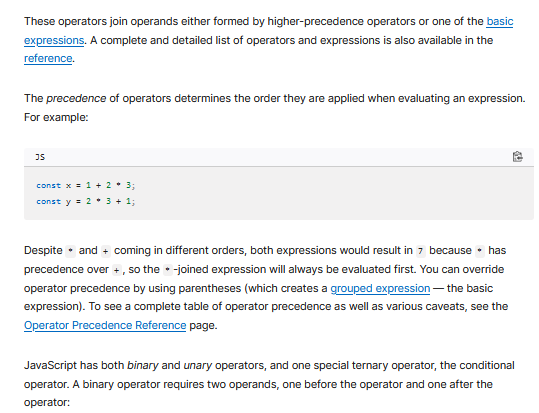 These operators join operands either formed by higher-precedence operators or one of the basic
expressions. A complete and detailed list of operators and expressions is also available in the
reference.
The precedence of operators determines the order they are applied when evaluating an expression.
For example:
JS
const x = 1 + 2 * 3;
const y = 2 * 3 + 1;
Despite * and + coming in different orders, both expressions would result in 7 because * has
precedence over +, so the *-joined expression will always be evaluated first. You can override
operator precedence by using parentheses (which creates a grouped expression — the basic
expression). To see a complete table of operator precedence as well as various caveats, see the
Operator Precedence Reference page.
JavaScript has both binary and unary operators, and one special ternary operator, the conditional
operator. A binary operator requires two operands, one before the operator and one after the
operator: